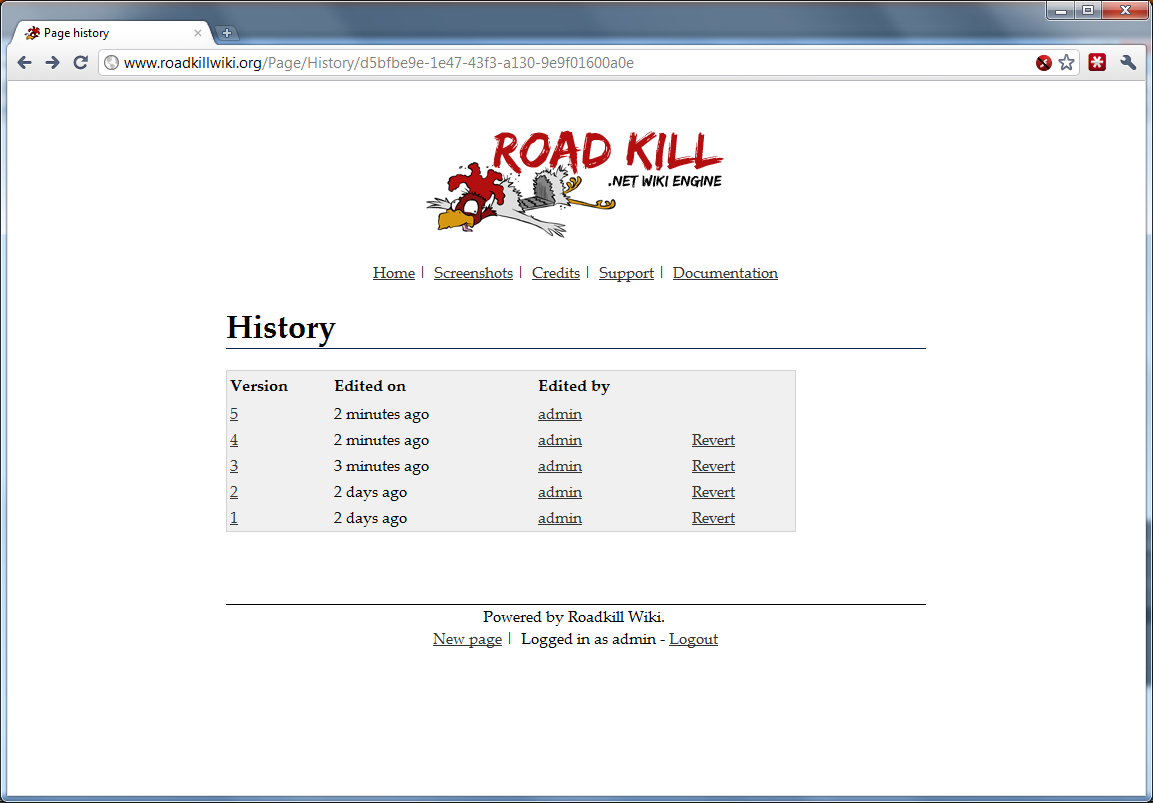 Page history
www.roadkillwiki.org/Page/History/d5bfbe9e-1e47-43f3-a130-9e9f01600a0e
ROAD KILL
.NET WIKI ENGINE
Home | Screenshots | Credits | Support | Documentation
History
Version Edited on Edited by
5 2 minutes ago admin
4 2 minutes ago admin Revert
3 3 minutes ago admin Revert
2 2 days ago admin Revert
1 2 days ago admin Revert
Powered by Roadkill Wiki.
New page | Logged in as admin - Logout